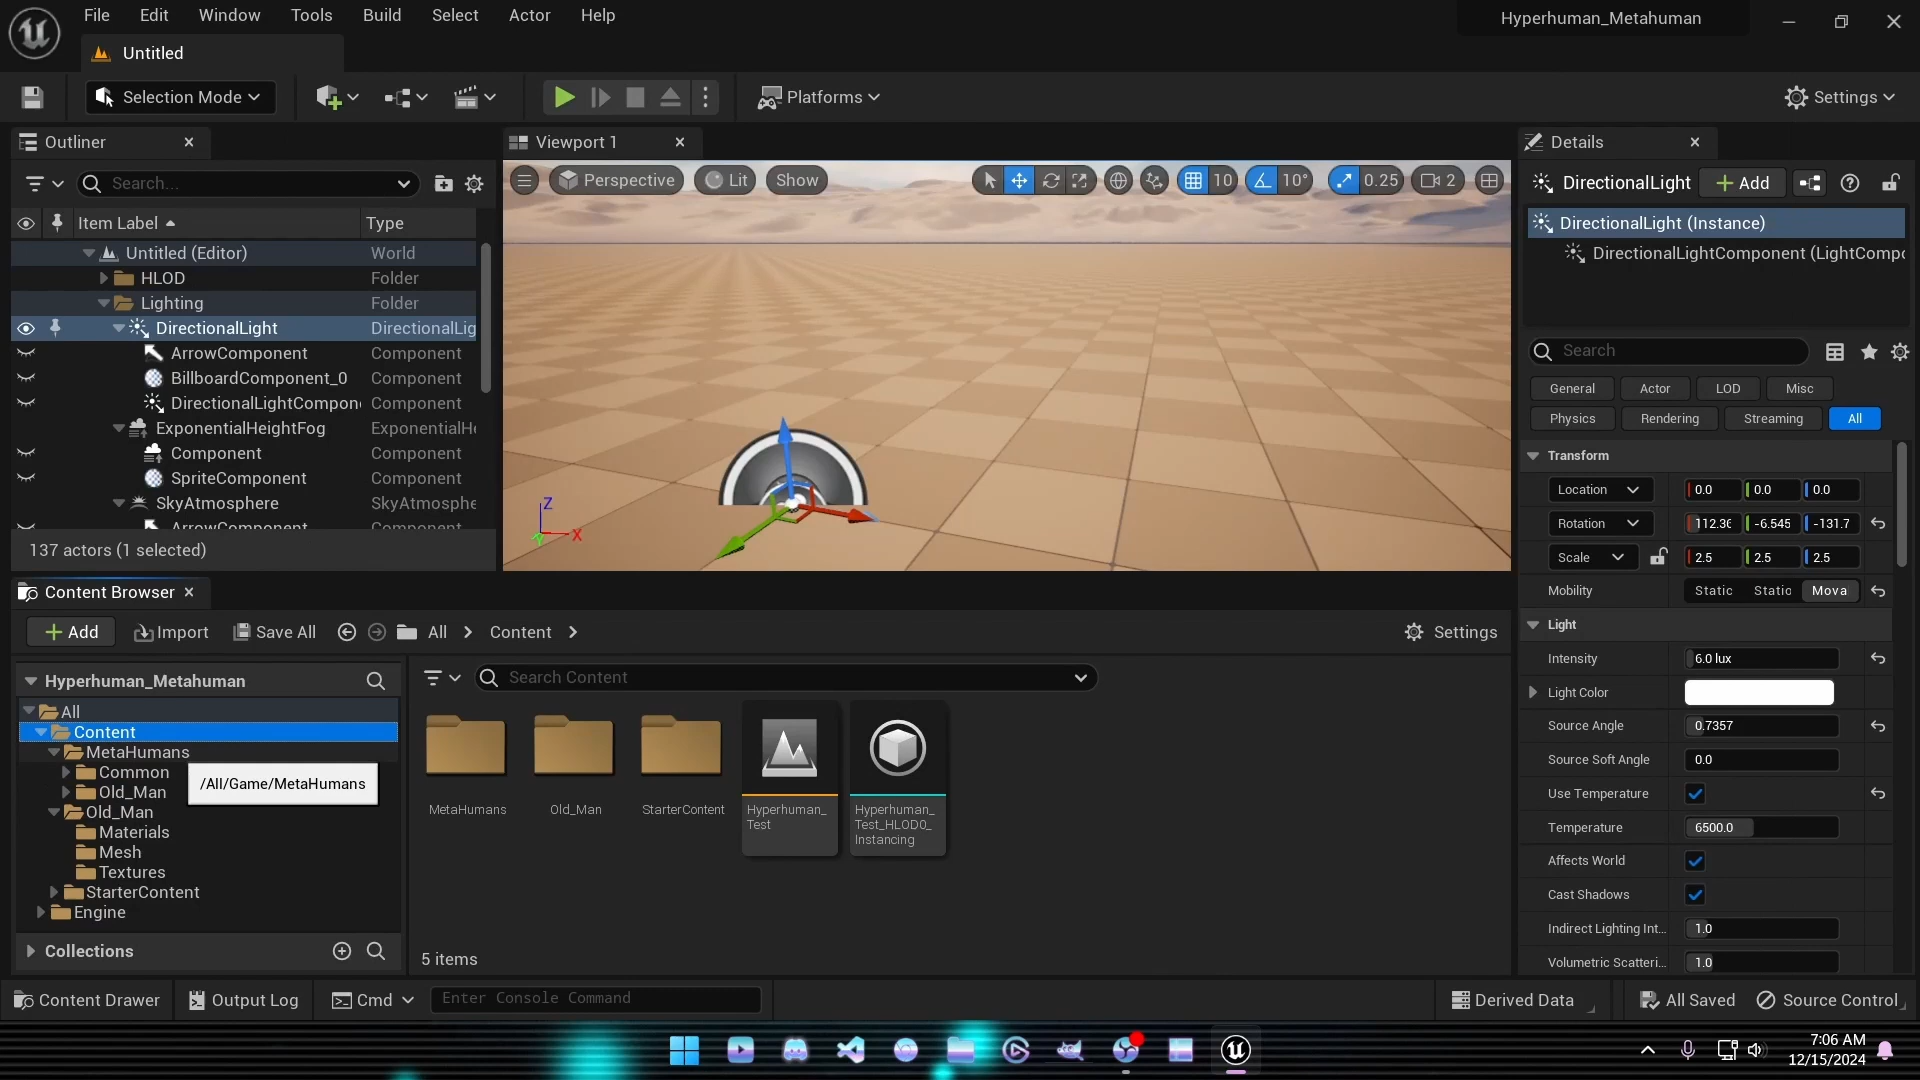 File Edit Window Tools Build Select Actor Help
Hyperhuman_Metahuman
Untitled
Selection Mode
Platforms
Settings
Outliner
Search...
Item Label Type
Untitled (Editor) World
HLOD Folder
Lighting Folder
DirectionalLight DirectionalLig
ArrowComponent Component
BillboardComponent_0 Component
DirectionalLightCompon Component
ExponentialHeightFog ExponentialHe
Component Component
SpriteComponent Component
SkyAtmosphere SkyAtmosphe
ArrowComponent Component
137 actors (1 selected)
Viewport 1
Perspective Lit Show 10 10° 0.25 2
Z
X
Y
Details
DirectionalLight Add
DirectionalLight (Instance)
DirectionalLightComponent (LightCompo
Search
General Actor LOD Misc
Physics Rendering Streaming All
Transform
Location 0.0 0.0 0.0
Rotation 112.36 -6.545 -131.7
Scale 2.5 2.5 2.5
Mobility Static Statio Mova
Light
Intensity 6.0 lux
Light Color
Source Angle 0.7357
Source Soft Angle 0.0
Use Temperature
Temperature 6500.0
Affects World
Cast Shadows
Indirect Lighting Int... 1.0
Volumetric Scatteri... 1.0
Content Browser
Add Import Save All All Content Settings
Hyperhuman_Metahuman
Search Content
All
Content
MetaHumans
Common
Old_Man
/All/Game/MetaHumans
Old_Man
Materials
Mesh
Textures
StarterContent
Engine
Collections
MetaHumans
Old_Man
StarterContent
Hyperhuman_
Test
Hyperhuman_
Test_HLOD0_
Instancing
5 items
Content Drawer Output Log Cmd Enter Console Command Derived Data All Saved Source Control
7:06 AM
12/15/2024